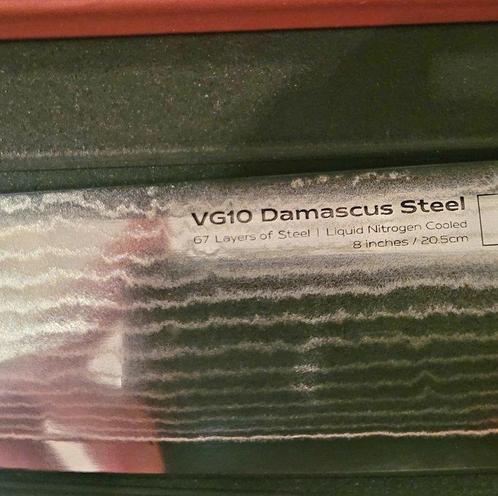 VG10 Damascus Steel
67 Layers of Steel | Liquid Nitrogen Cooled
8 inches / 20.5cm